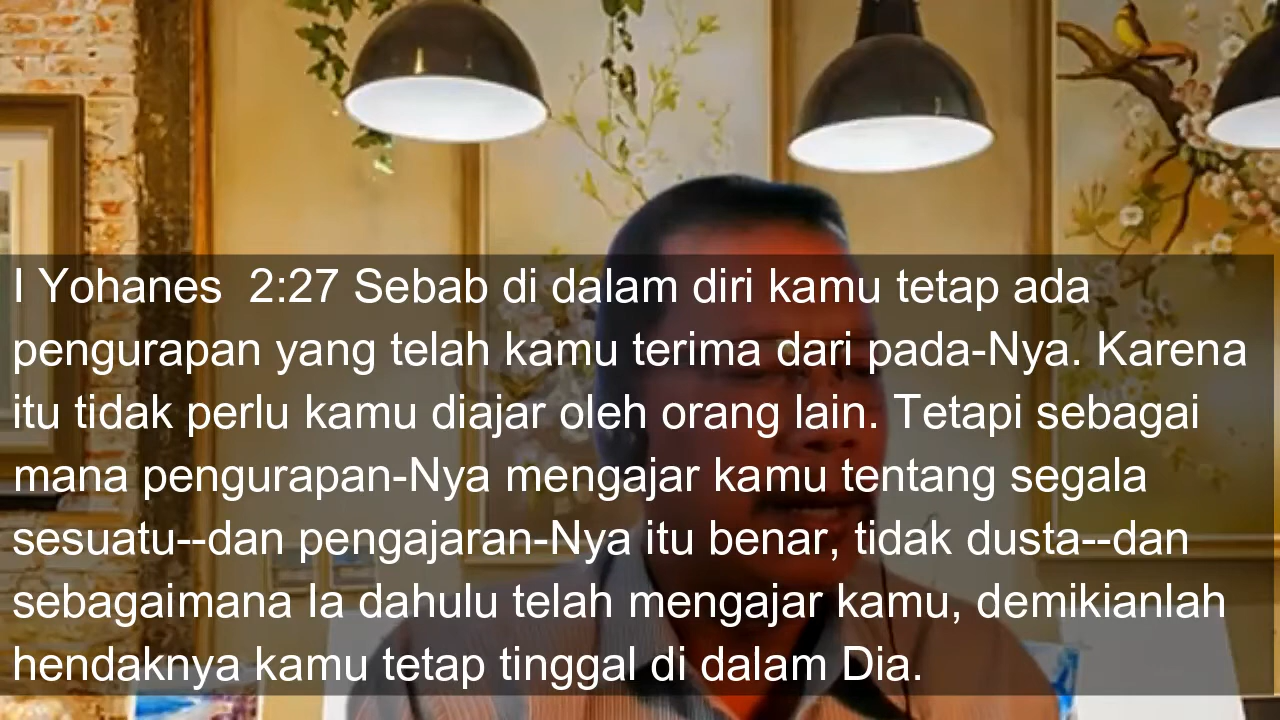 I Yohanes  2:27 Sebab di dalam diri kamu tetap ada
pengurapan yang telah kamu terima dari pada-Nya. Karena
itu tidak perlu kamu diajar oleh orang lain. Tetapi sebagai
mana pengurapan-Nya mengajar kamu tentang segala
sesuatu--dan pengajaran-Nya itu benar, tidak dusta--dan
sebagaimana Ia dahulu telah mengajar kamu, demikianlah
hendaknya kamu tetap tinggal di dalam Dia.